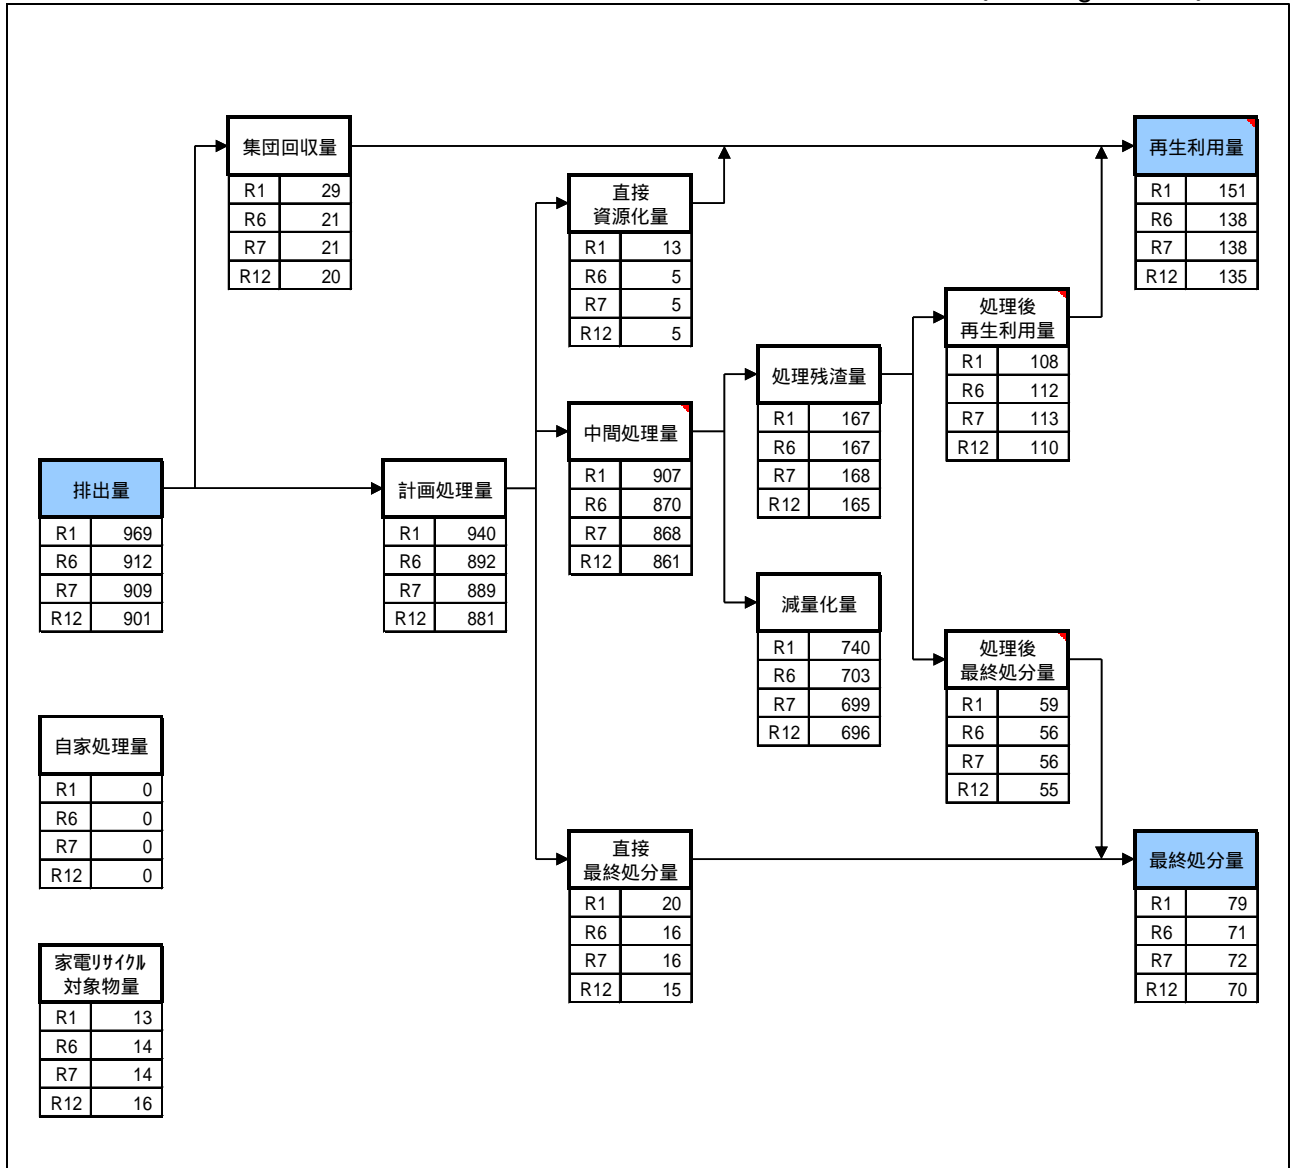 集団回収量
R1 29
R6 21
R7 21
R12 20
再生利用量
R1 151
R6 138
R7 138
R12 135
直接
資源化量
R1 13
R6 5
R7 5
R12 5
処理後
再生利用量
R1 108
R6 112
R7 113
R12 110
処理残渣量
R1 167
R6 167
R7 168
R12 165
中間処理量
R1 907
R6 870
R7 868
R12 861
排出量
R1 969
R6 912
R7 909
R12 901
計画処理量
R1 940
R6 892
R7 889
R12 881
減量化量
R1 740
R6 703
R7 699
R12 696
処理後
最終処分量
R1 59
R6 56
R7 56
R12 55
自家処理量
R1 0
R6 0
R7 0
R12 0
直接
最終処分量
R1 20
R6 16
R7 16
R12 15
最終処分量
R1 79
R6 71
R7 72
R12 70
家電ﾘｻｲｸﾙ
対象物量
R1 13
R6 14
R7 14
R12 16